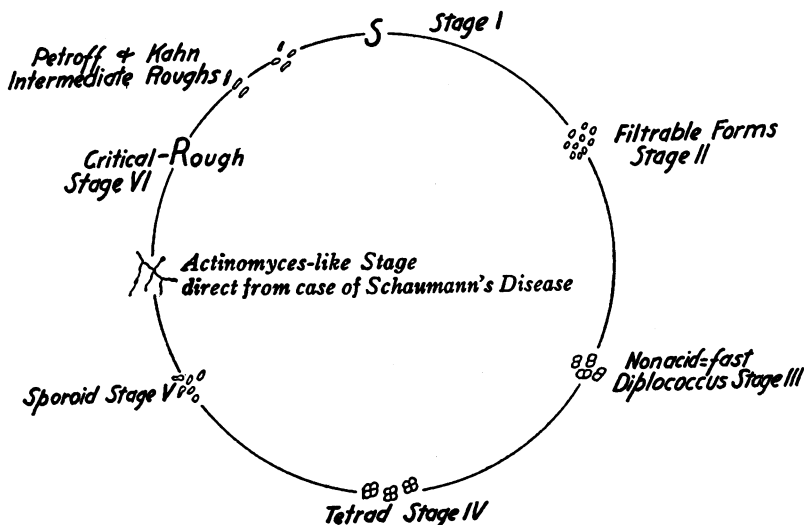 S Stage I
Petroff & Kahn
Intermediate Roughs
Filtrable Forms
Stage II
Critical-Rough
Stage VI
Actinomyces-like Stage
direct from case of Schaumann's Disease
Nonacid=fast
Diplococcus Stage III
Sporoid Stage V
Tetrad Stage IV